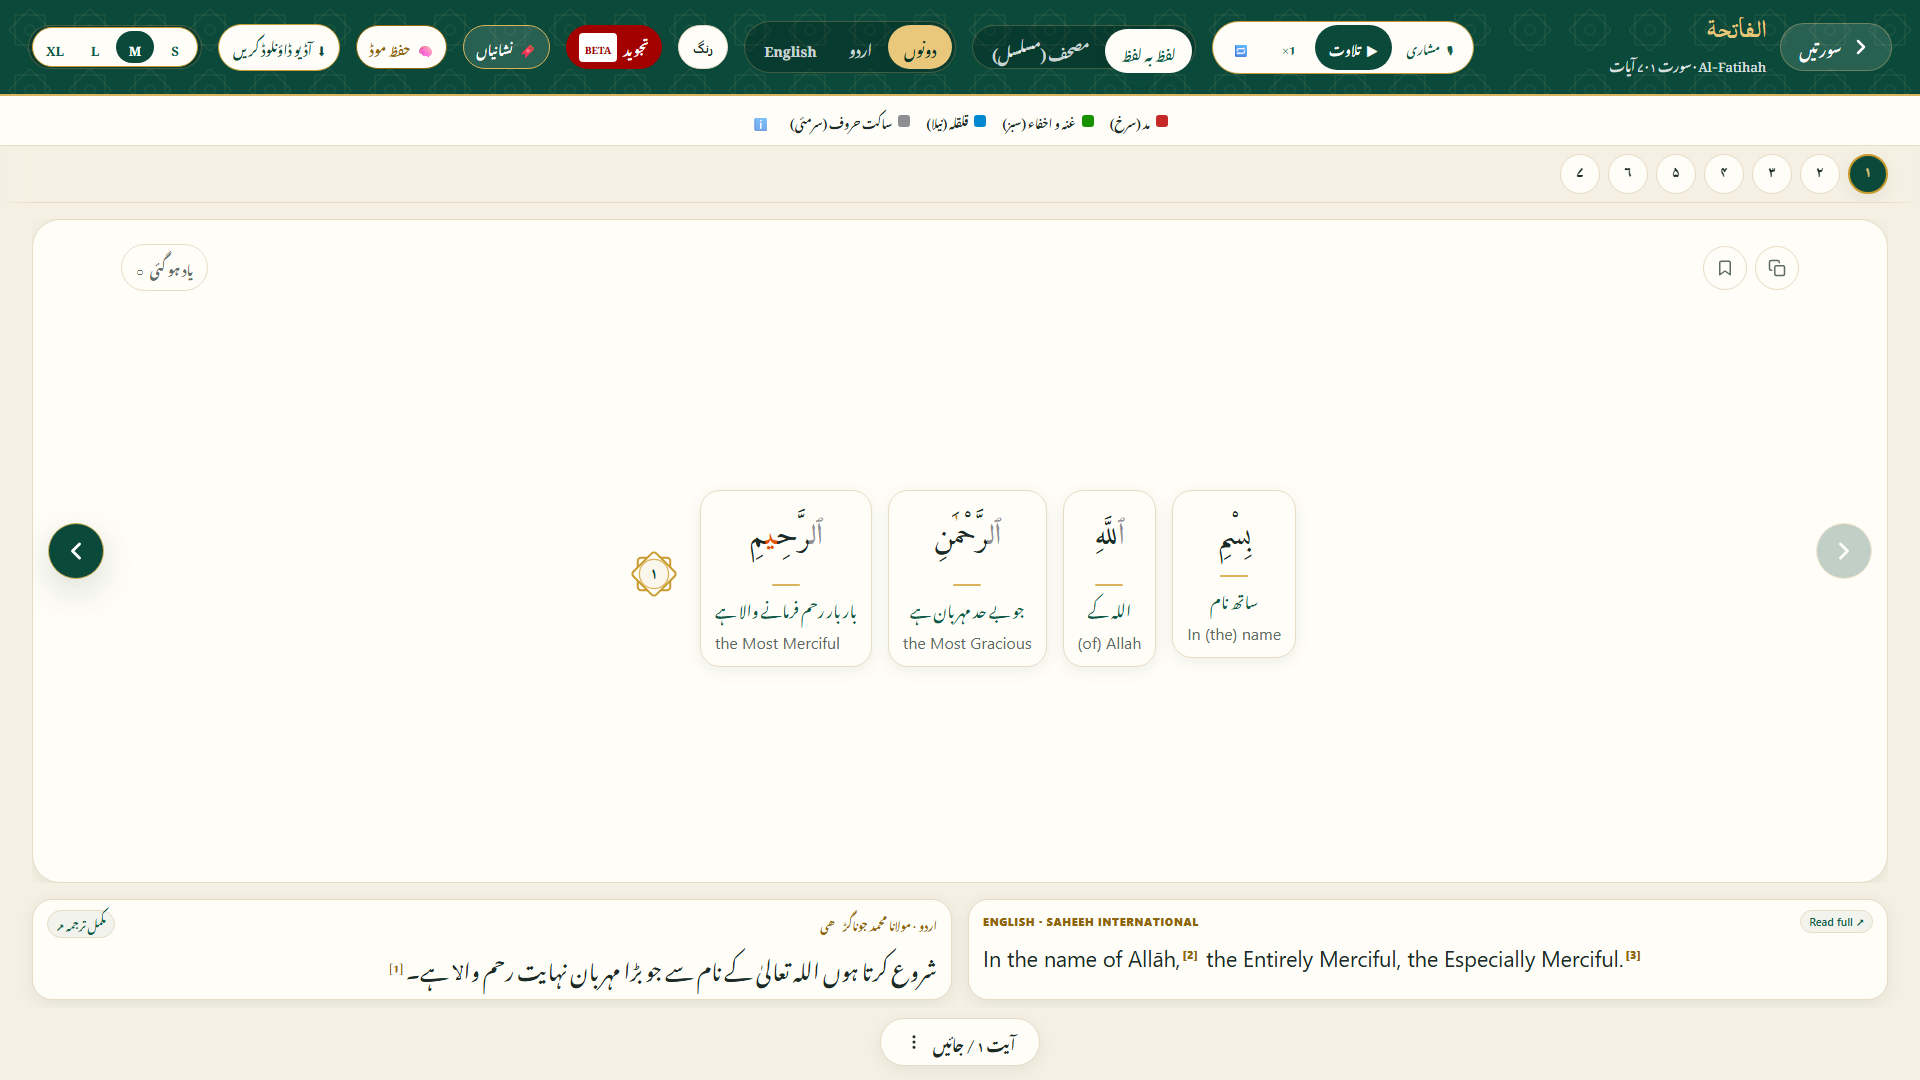 سورتیں
الفاتحة
Al-Fatihah · سورت ۱ · ۷ آیات
مشاری
تلاوت
×1
لفظ بہ لفظ
مصحف (مسلسل)
دونوں
اردو
English
رنگ
تجوید BETA
نشانیاں
حفظ موڈ
آڈیو ڈاؤنلوڈ کریں
S
M
L
XL
مد (سرخ)
غنہ و اخفاء (سبز)
قلقلہ (نیلا)
ساکت حروف (سرمئی)
۱
۲
۳
۴
۵
۶
۷
یاد ہو گئی
بِسْمِ
ساتھ نام
In (the) name
ٱللَّهِ
اللہ کے
(of) Allah
ٱلرَّحْمَٰنِ
جو بے حد مہربان ہے
the Most Gracious
ٱلرَّحِيمِ
بار بار رحم فرمانے والا ہے
the Most Merciful
۱
ENGLISH · SAHEEH INTERNATIONAL
Read full ↗
In the name of Allāh,[2] the Entirely Merciful, the Especially Merciful.[3]
اردو · مولانا محمد جوناگڑھی
مکمل ترجمہ ↗
شروع کرتا ہوں اللہ تعالیٰ کے نام سے جو بڑا مہربان نہایت رحم والا ہے۔[1]
آیت ۱ / جائیں